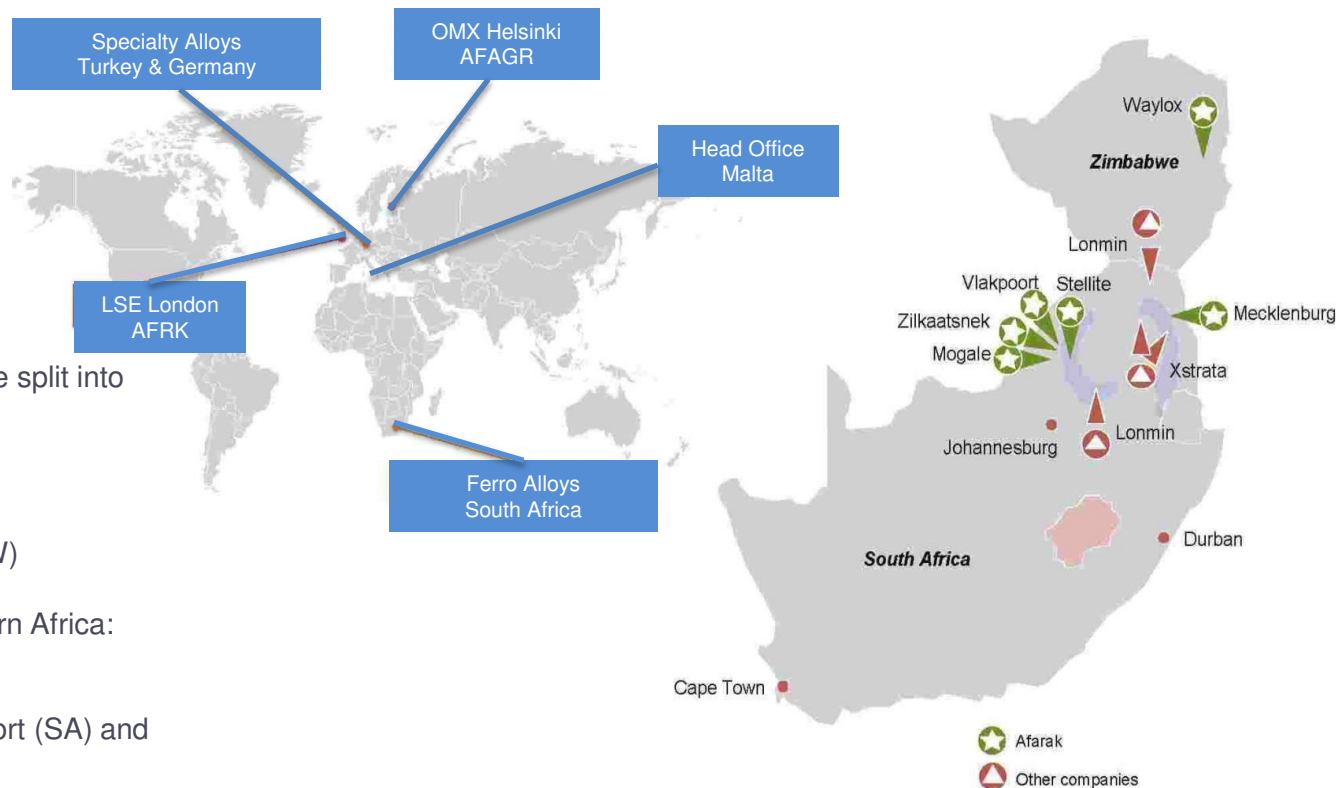 Specialty Alloys
Turkey & Germany
OMX Helsinki
AFAGR
Head Office
Malta
LSE London
AFRK
Ferro Alloys
South Africa
e split into
rn Africa:
ort (SA) and
Waylox
Zimbabwe
Lonmin
Vlakpoort
Stellite
Zilkaatsnek
Mecklenburg
Mogale
Xstrata
Johannesburg
Lonmin
Durban
South Africa
Cape Town
Afarak
Other companies